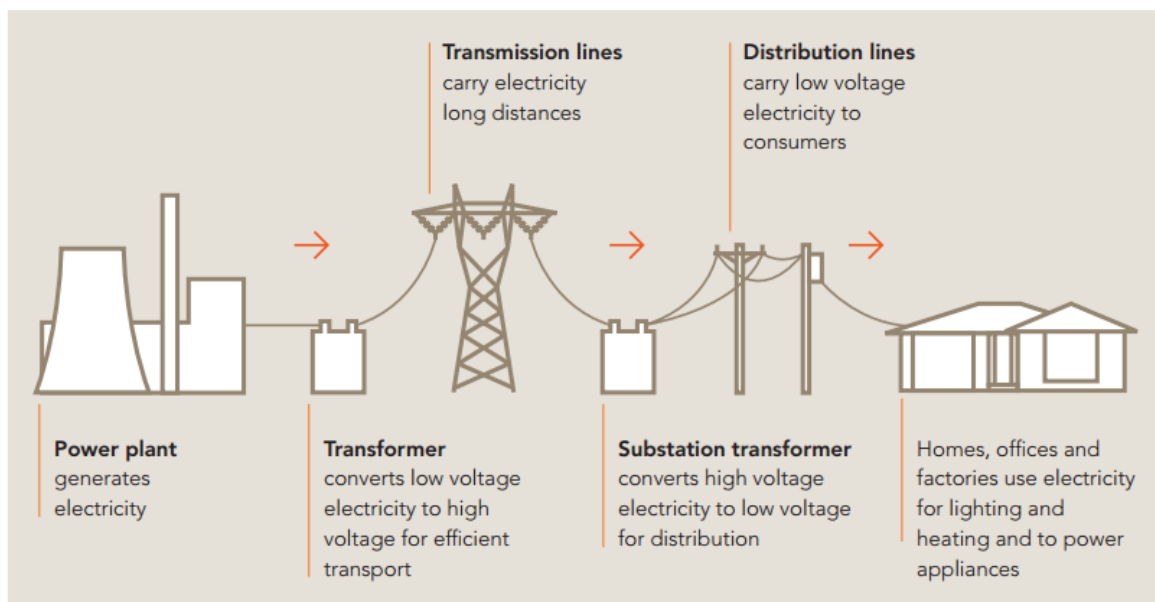 Transmission lines
carry electricity
long distances
Distribution lines
carry low voltage
electricity to
consumers
Power plant
generates
electricity
Transformer
converts low voltage
electricity to high
voltage for efficient
transport
Substation transformer
converts high voltage
electricity to low voltage
for distribution
Homes, offices and
factories use electricity
for lighting and
heating and to power
appliances